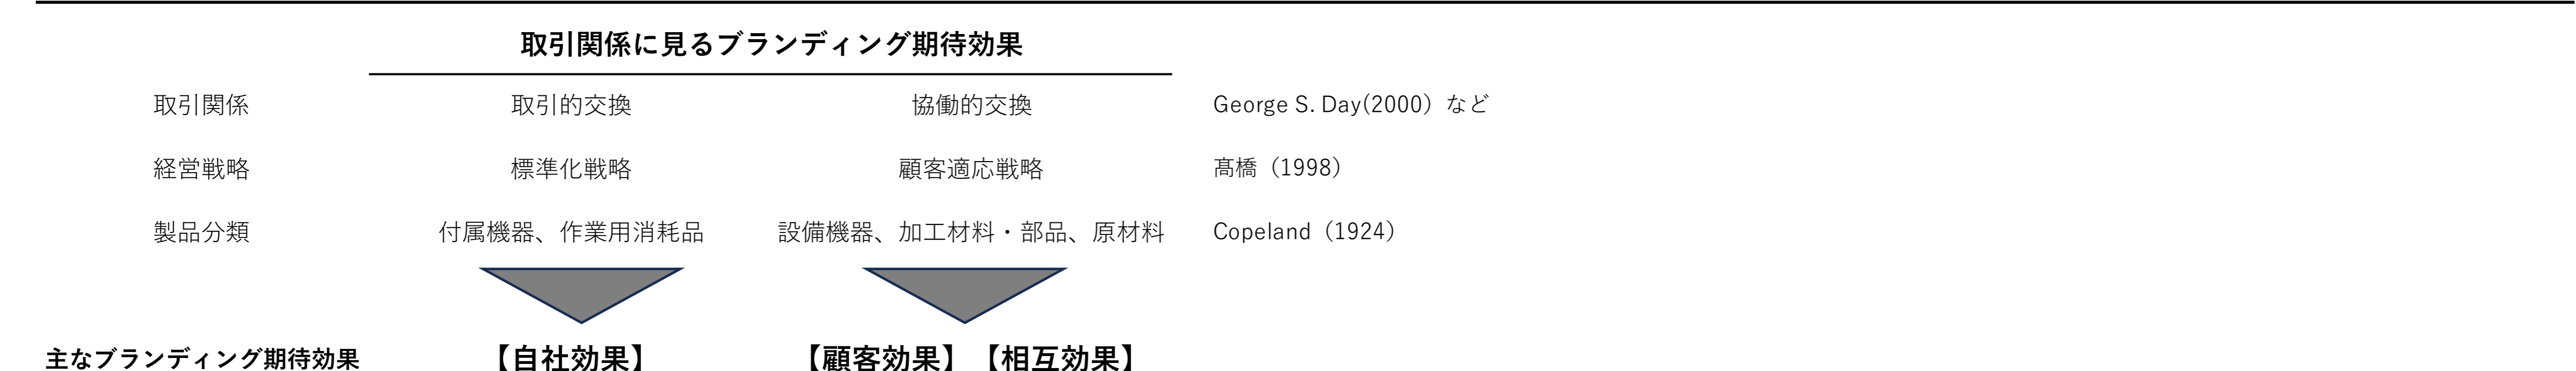 取引関係に見るブランディング期待効果
取引関係 取引的交換 協働的交換 George S. Day(2000）など
経営戦略 標準化戦略 顧客適応戦略 髙橋（1998）
製品分類 付属機器、作業用消耗品 設備機器、加工材料・部品、原材料 Copeland（1924）
主なブランディング期待効果 【自社効果】 【顧客効果】【相互効果】